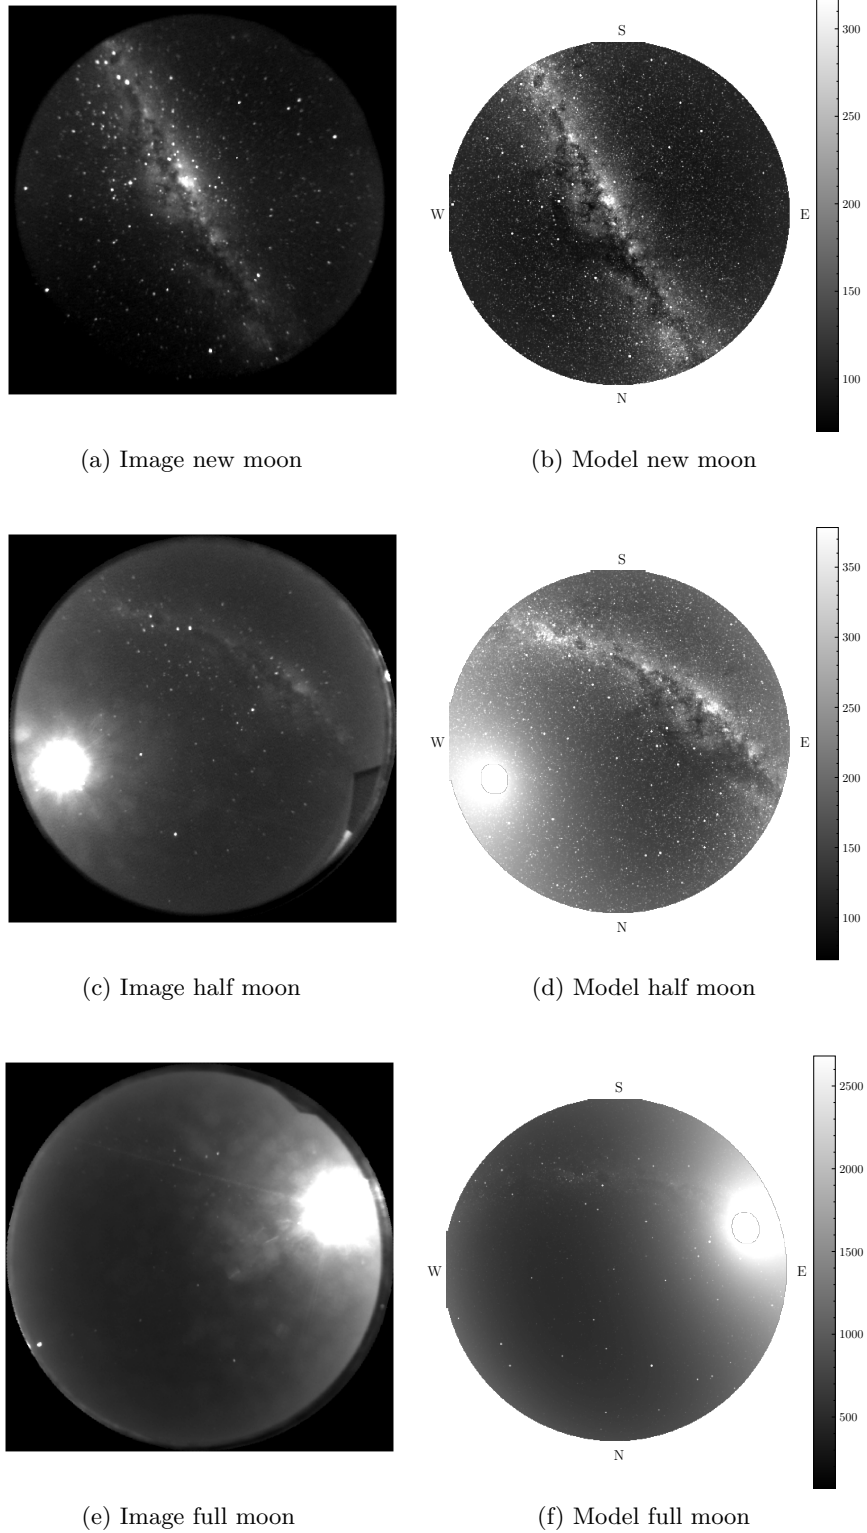 S
W
E
N
300
250
200
150
100
(a) Image new moon
(b) Model new moon
S
W
E
N
350
300
250
200
150
100
(c) Image half moon
(d) Model half moon
S
W
E
N
2500
2000
1500
1000
500
(e) Image full moon
(f) Model full moon